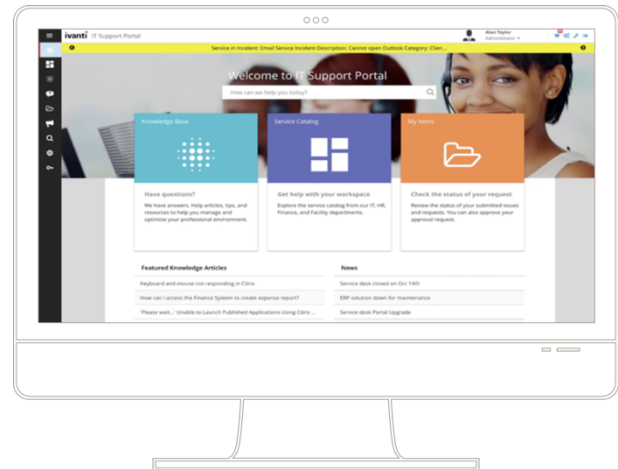 ivanti IT Support Portal
Alan Taylor
Administrator
Service in Incident: Email Service Incident Description: Cannot open Outlook Category; Clien...
Welcome to IT Support Portal
How can we help you today?
Knowledge Base
Service Catalog
My Items
Have questions?
We have answers. Help articles, tips, and
resources to help you manage and
optimize your professional environment.
Get help with your workspace
Explore the service catalog from our IT, HR,
Finance, and Facility departments.
Check the status of your request
Review the status of your submitted issues
and requests. You can also approve your
approval request.
Featured Knowledge Articles
Keyboard and mouse not responding in Citrix
How can I access the Finance System to create expense report?
'Please wait...' Unable to Launch Published Applications Using Citrix ...
News
Service desk closed on Oct 14th
ERP solution down for maintenance
Service desk Portal Upgrade